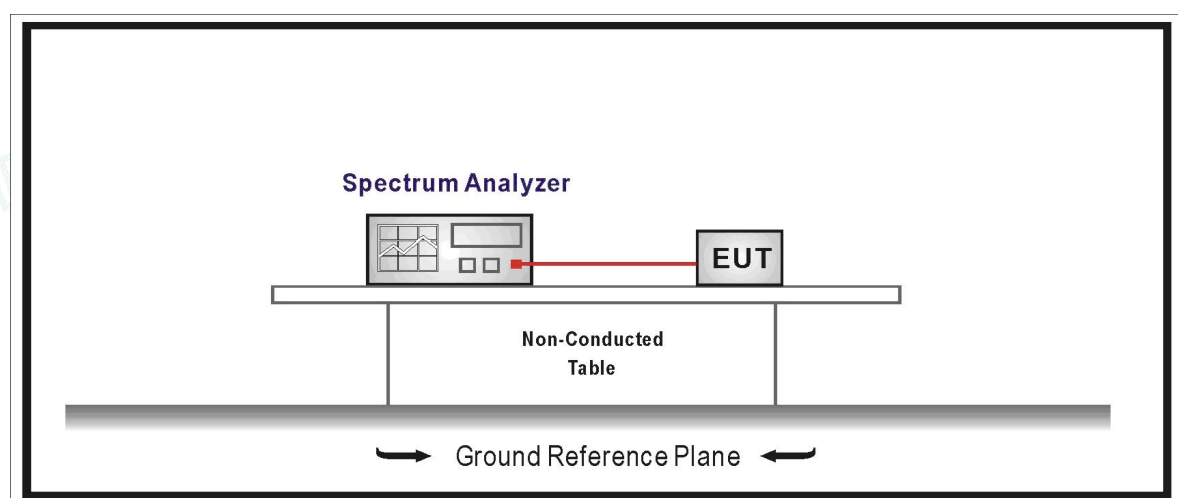 Spectrum Analyzer
EUT
Non-Conducted
Table
Ground Reference Plane